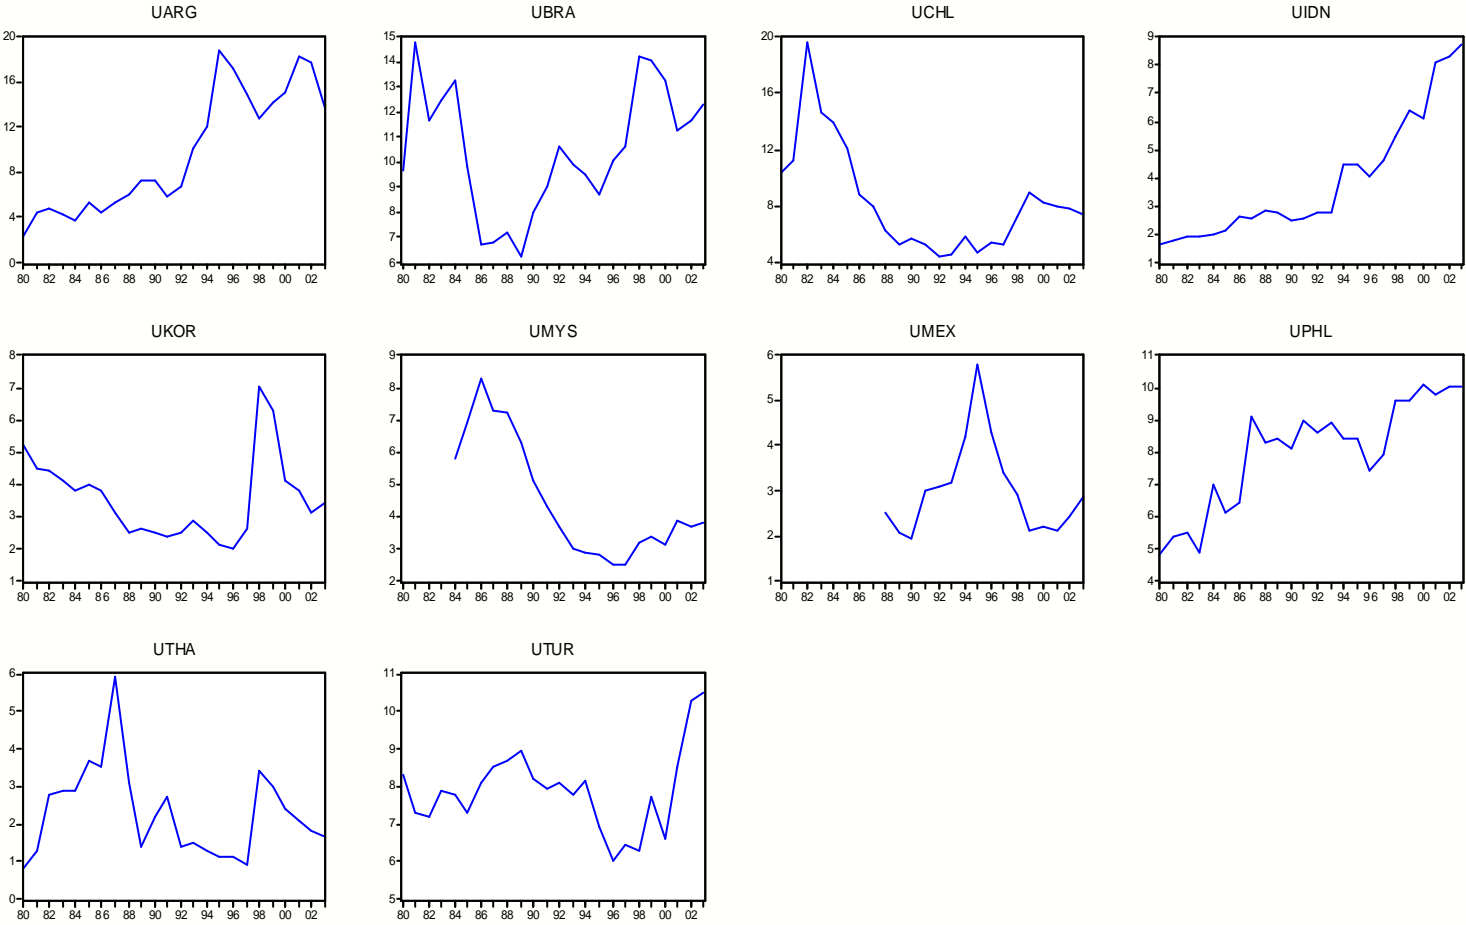 UARG UBRA UCHL UIDN
20 15 20 9
14 8
16 13 16 7
12 12 12 6
11 5
8 10 8 4
9 3
4 8 2
7
0 6 4 1
80 82 84 86 88 90 92 94 96 98 00 02 80 82 84 86 88 90 92 94 96 98 00 02 80 82 84 86 88 90 92 94 96 98 00 02 80 82 84 86 88 90 92 94 96 98 00 02
UKOR UMYS UMEX UPHL
8 9 6 11
7 8 10
6 7 5 9
5 6 4 8
4 5 7
3 4 3 6
2 3 2 5
1 2 1 4
80 82 84 86 88 90 92 94 96 98 00 02 80 82 84 86 88 90 92 94 96 98 00 02 80 82 84 86 88 90 92 94 96 98 00 02 80 82 84 86 88 90 92 94 96 98 00 02
UTHA UTUR
6 11
5 10
4 9
3 8
2 7
1 6
0 5
80 82 84 86 88 90 92 94 96 98 00 02 80 82 84 86 88 90 92 94 96 98 00 02